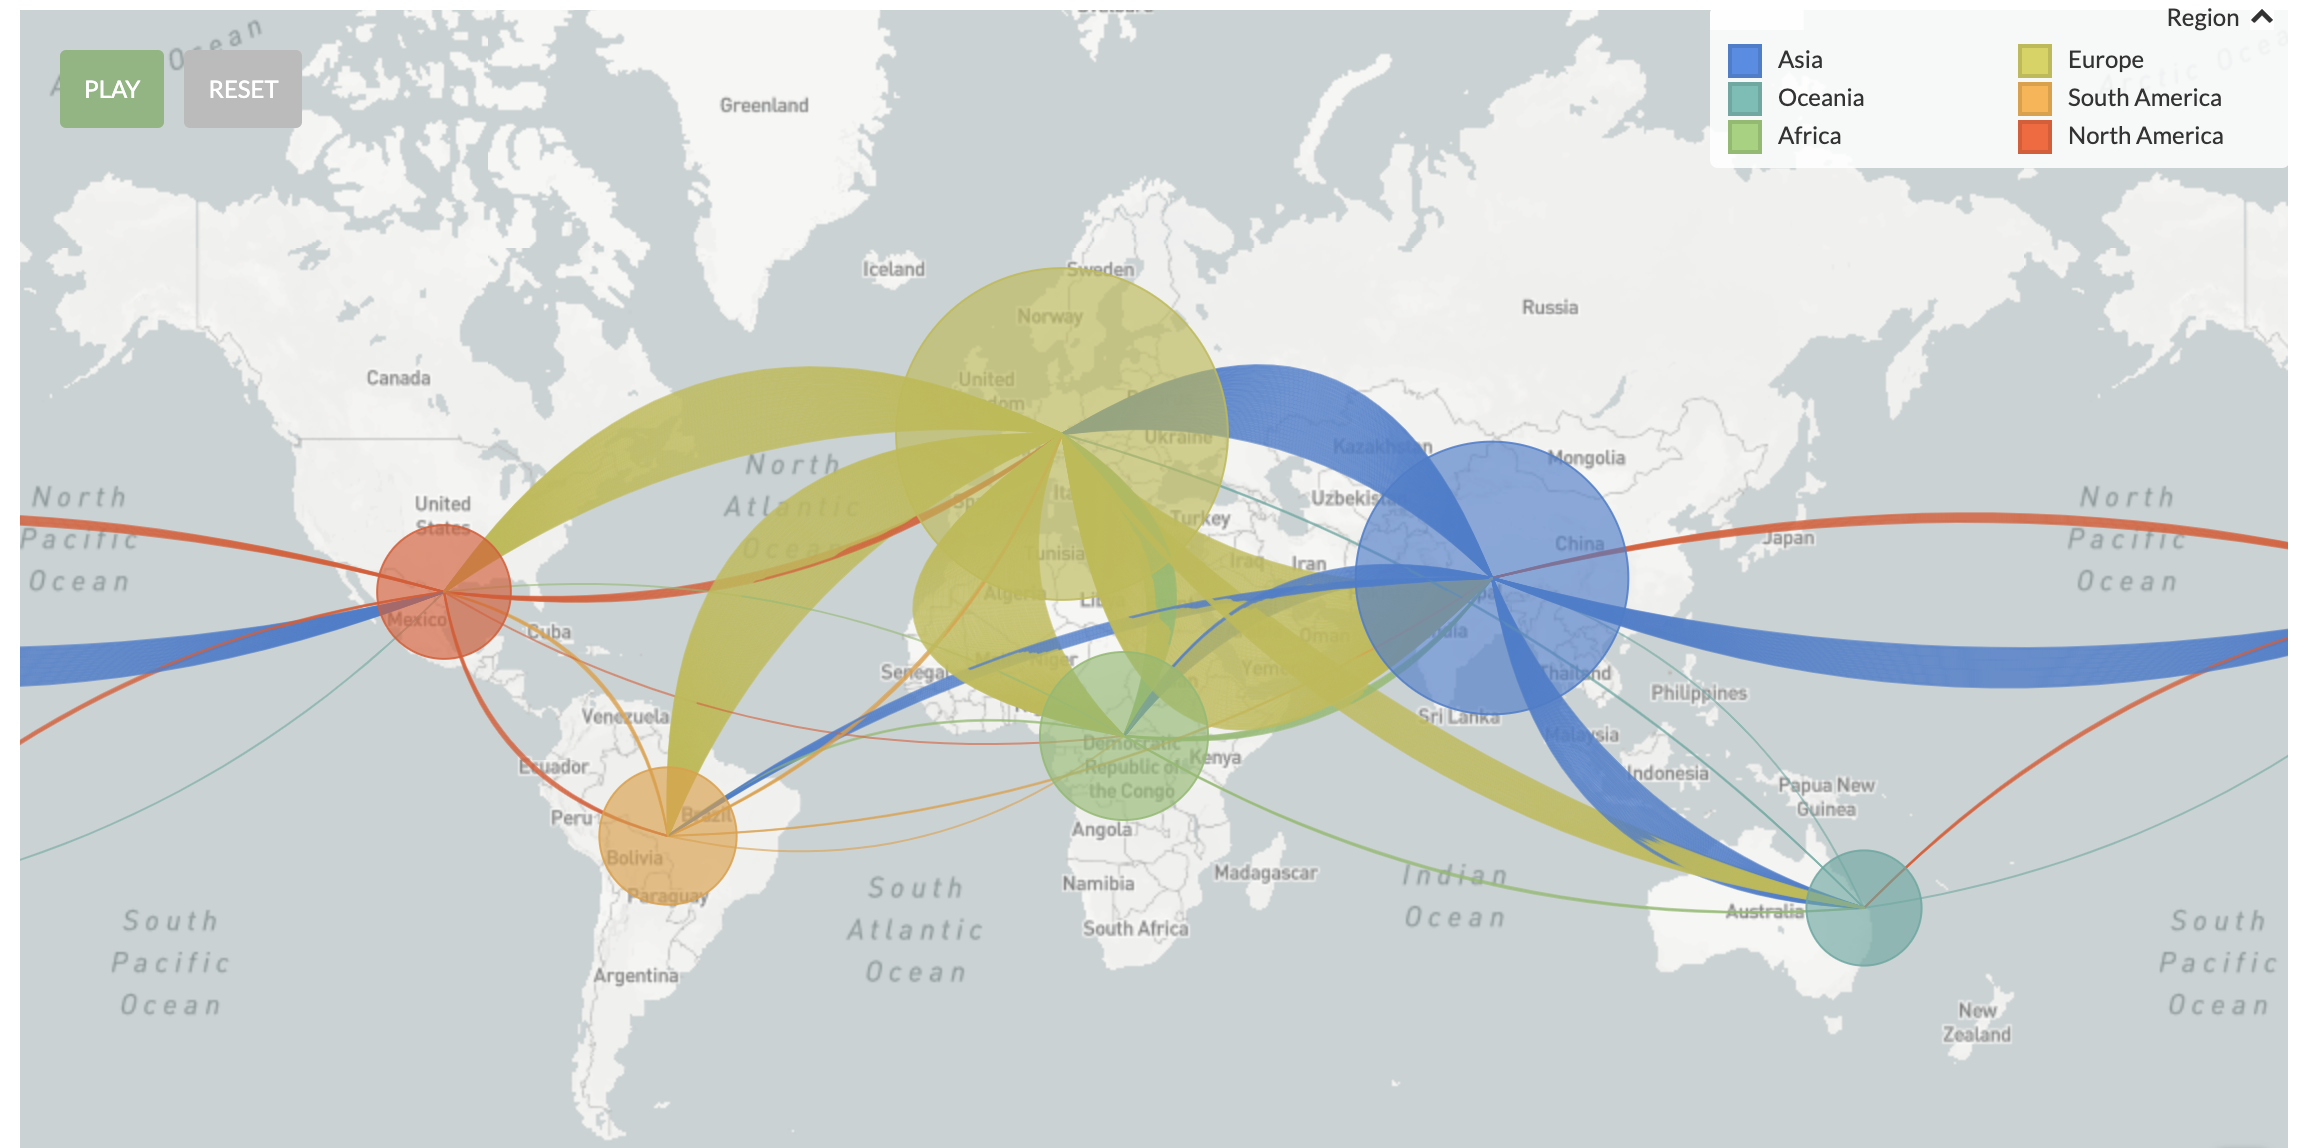 Region
Asia
Europe
Oceania
South America
Africa
North America
PLAY
RESET
Ocean
Greenland
Iceland
Sweden
Norway
Russia
Canada
United
Ukraine
Kazakhstan
Mongolia
North
Atlantic
Ocean
North
Pacific
Ocean
United
States
Uzbekis
Turkey
North
Pacific
Ocean
China
Japan
Tunisia
Iraq
Iran
Algeria
Mexico
Cuba
Oman
Senegal
Niger
Thailand
Philippines
Venezuela
Sri Lanka
Malaysia
Democratic
Republic of
the Congo
Kenya
Ecuador
Indonesia
Papua New
Guinea
Peru
Brazil
Angola
Bolivia
Paraguay
Namibia
Madagascar
Indian
Ocean
South
Atlantic
Ocean
Australia
South Africa
South
Pacific
Ocean
South
Pacific
Ocean
Argentina
New
Zealand